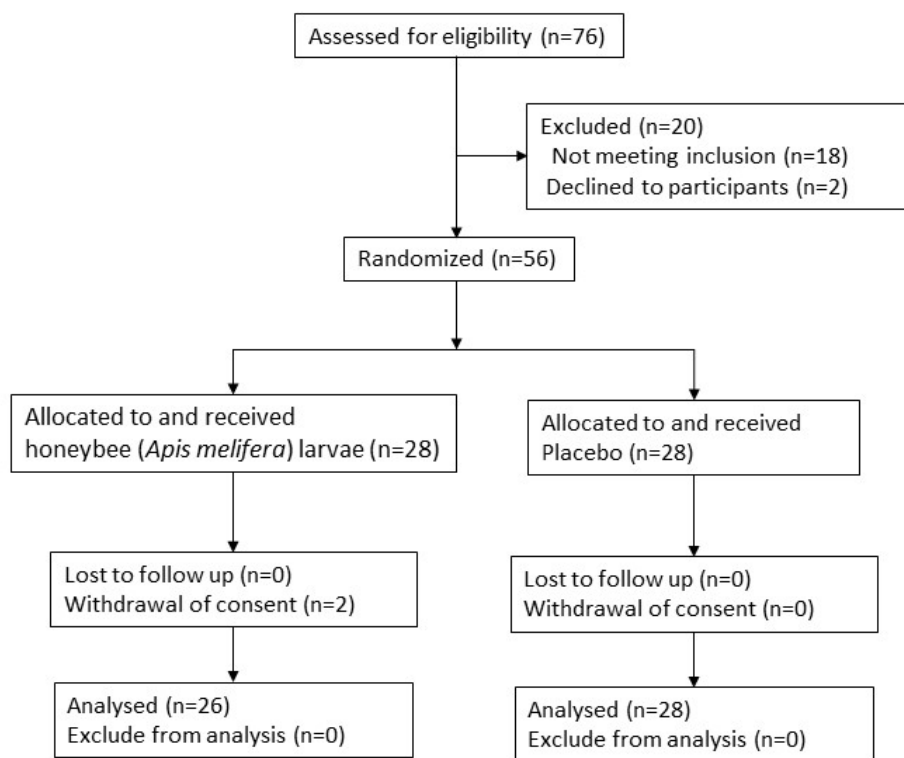 Assessed for eligibility (n=76)
Excluded (n=20)
Not meeting inclusion (n=18)
Declined to participants (n=2)
Randomized (n=56)
Allocated to and received
honeybee (Apis melifera) larvae (n=28)
Allocated to and received
Placebo (n=28)
Lost to follow up (n=0)
Withdrawal of consent (n=2)
Lost to follow up (n=0)
Withdrawal of consent (n=0)
Analysed (n=26)
Exclude from analysis (n=0)
Analysed (n=28)
Exclude from analysis (n=0)